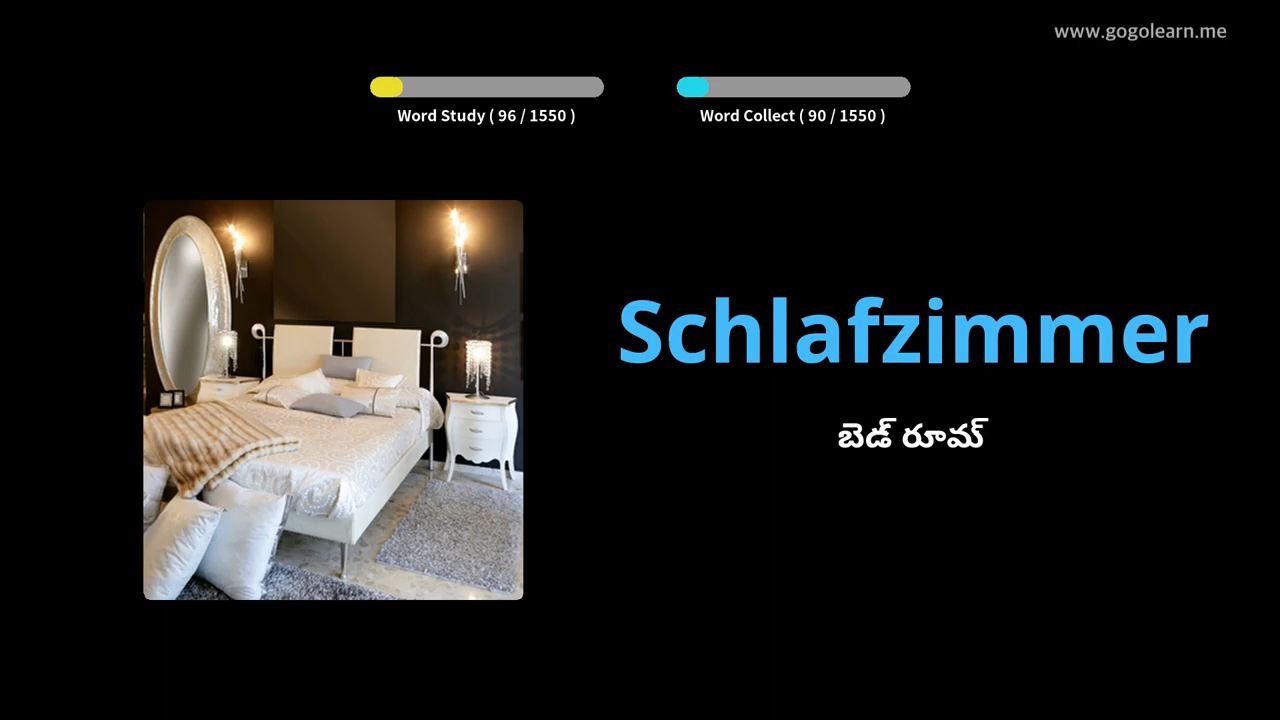 www.gogolearn.me
Word Study ( 96 / 1550 )
Word Collect ( 90 / 1550 )
Schlafzimmer
బెడ్ రూమ్